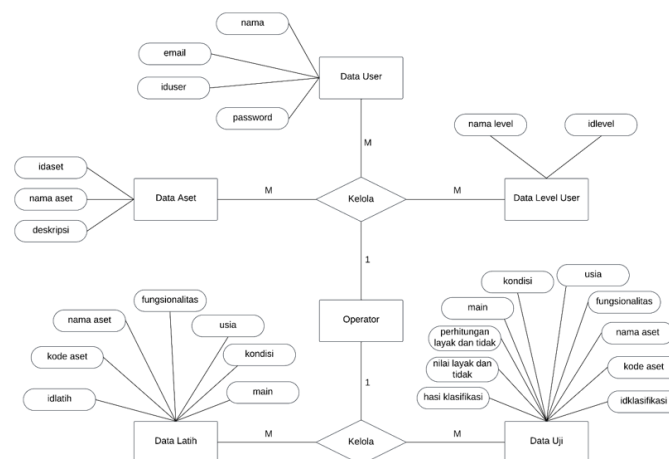 nama
email
iduser
password
Data User
M
nama level
idlevel
idaset
nama aset
deskripsi
Data Aset
M
Kelola
M
Data Level User
1
Operator
1
fungsionalitas
nama aset
usia
kode aset
kondisi
idlatih
main
Data Latih
M
Kelola
M
kondisi
usia
main
fungsionalitas
perhitungan
layak dan tidak
nama aset
nilai layak dan
tidak
kode aset
hasi klasifikasi
idklasifikasi
Data Uji